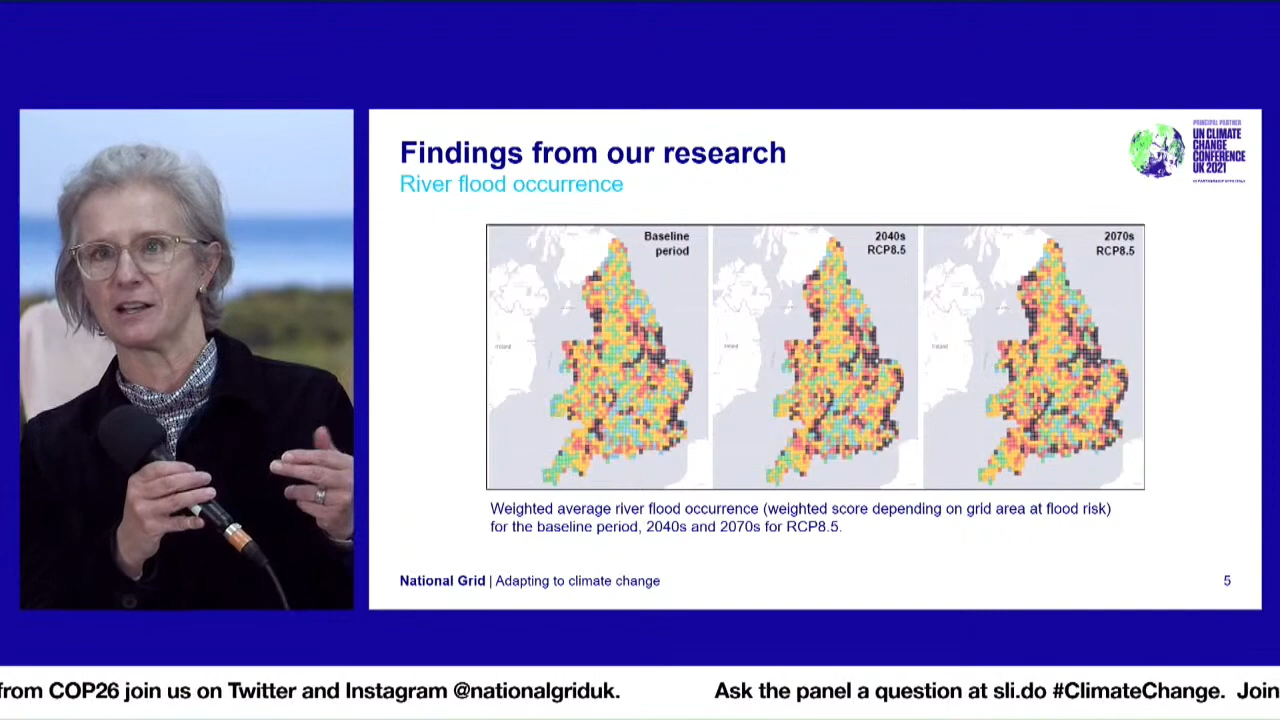 Findings from our research
River flood occurrence
PRINCIPAL PARTNER
UN CLIMATE
CHANGE
CONFERENCE
UK 2021
IN PARTNERSHIP WITH ITALY
Baseline
period
2040s
RCP8.5
2070s
RCP8.5
Ireland
Ireland
Ireland
Weighted average river flood occurrence (weighted score depending on grid area at flood risk)
for the baseline period, 2040s and 2070s for RCP8.5.
National Grid | Adapting to climate change
5
from COP26 join us on Twitter and Instagram @nationalgriduk.
Ask the panel a question at sli.do #ClimateChange. Join